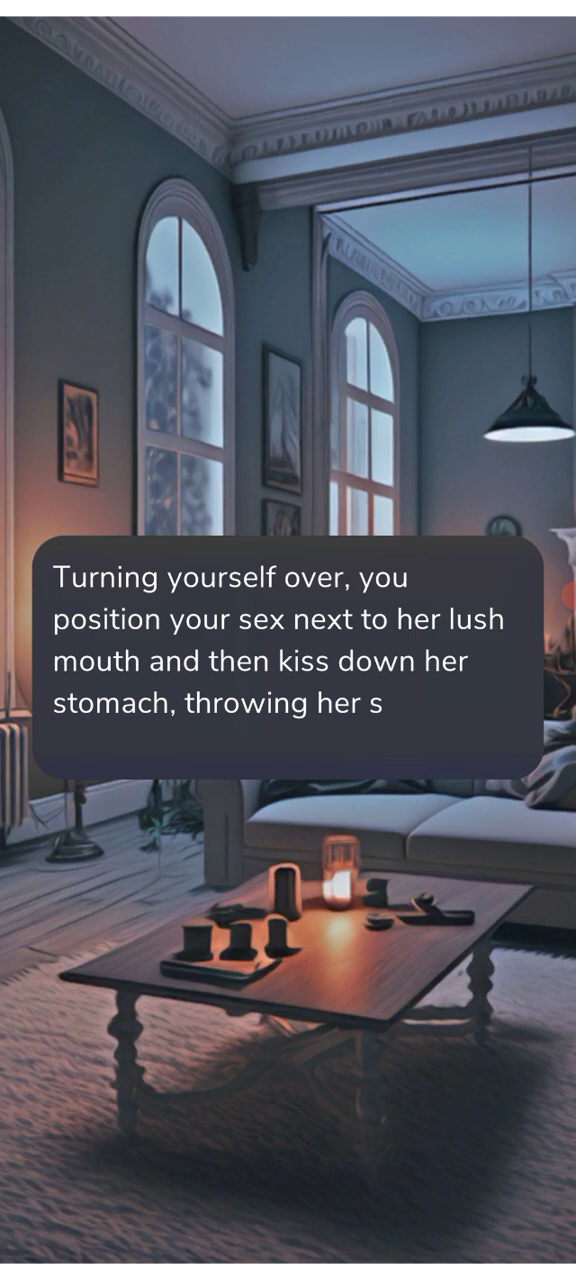 Turning yourself over, you
position your sex next to her lush
mouth and then kiss down her
stomach, throwing her s